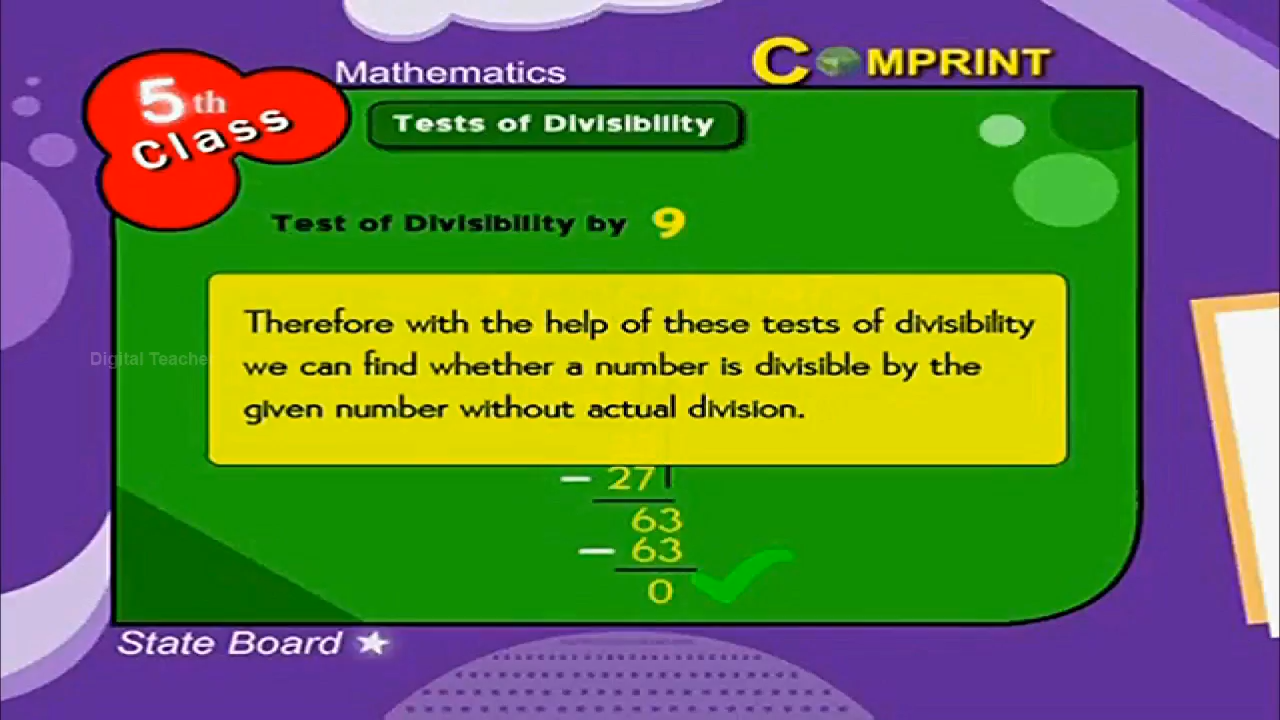 Mathematics
COMPRINT
5th
Class
Tests of Divisibility
Test of Divisibility by 9
Therefore with the help of these tests of divisibility
we can find whether a number is divisible by the
given number without actual division.
Digital Teacher
− 27
63
− 63
0
State Board